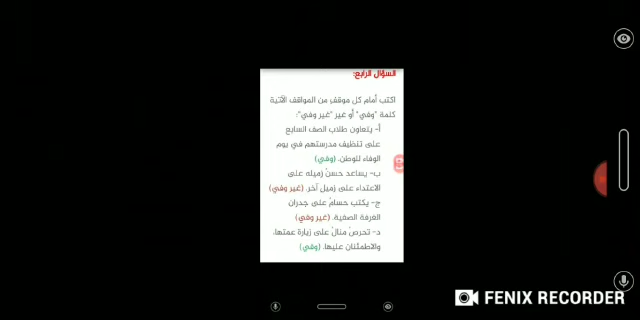 السؤال الرابع:
اكتب أمام كل موقف من المواقف الآتية
كلمة "وفي" أو غير "غير وفي":
أ- يتعاون طلاب الصف السابع
على تنظيف مدرستهم في يوم
الوفاء للوطن. (وفي)
ب- يساعد حسنٌ زميله على
الاعتداء على زميل آخر. (غير وفي)
ج- يكتب حسامٌ على جدران
الغرفة الصفية. (غير وفي)
د- تحرصُ منالُ على زيارة عمتها،
والاطمئنان عليها. (وفي)
FENIX RECORDER